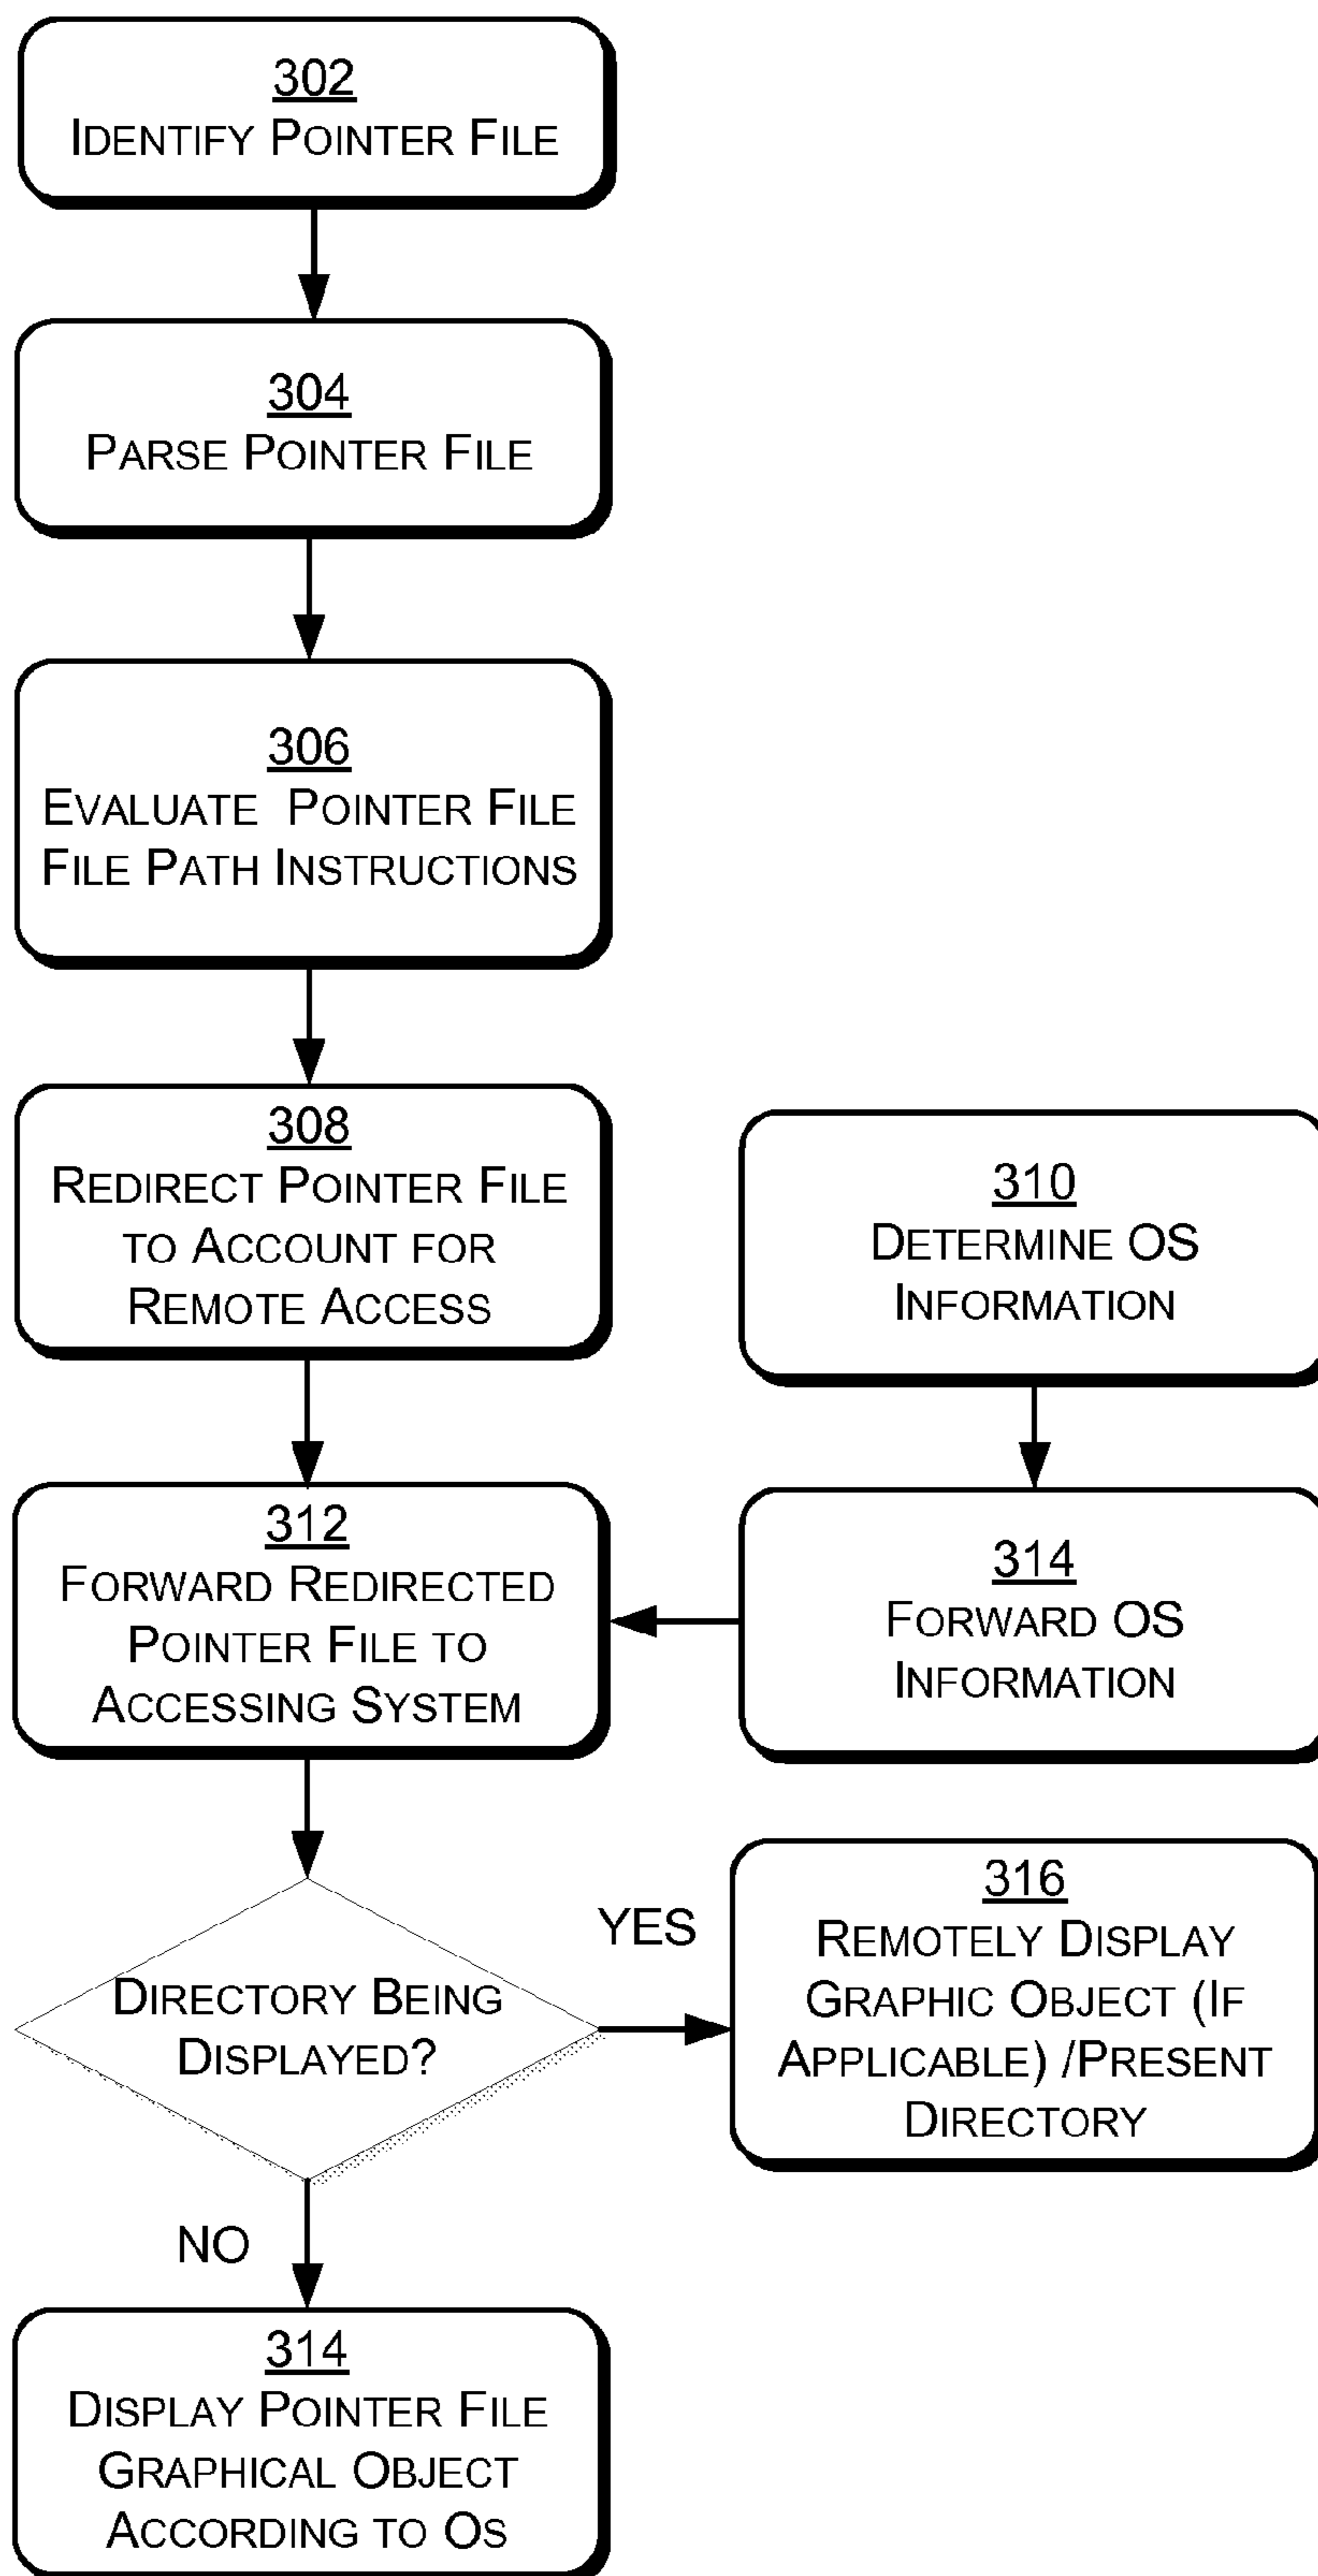 302
IDENTIFY POINTER FILE
304
PARSE POINTER FILE
306
EVALUATE POINTER FILE
FILE PATH INSTRUCTIONS
308
REDIRECT POINTER FILE
TO ACCOUNT FOR
REMOTE ACCESS
310
DETERMINE OS
INFORMATION
312
FORWARD REDIRECTED
POINTER FILE TO
ACCESSING SYSTEM
314
FORWARD OS
INFORMATION
DIRECTORY BEING
DISPLAYED?
YES
316
REMOTELY DISPLAY
GRAPHIC OBJECT (IF
APPLICABLE) /PRESENT
DIRECTORY
NO
314
DISPLAY POINTER FILE
GRAPHICAL OBJECT
ACCORDING TO OS